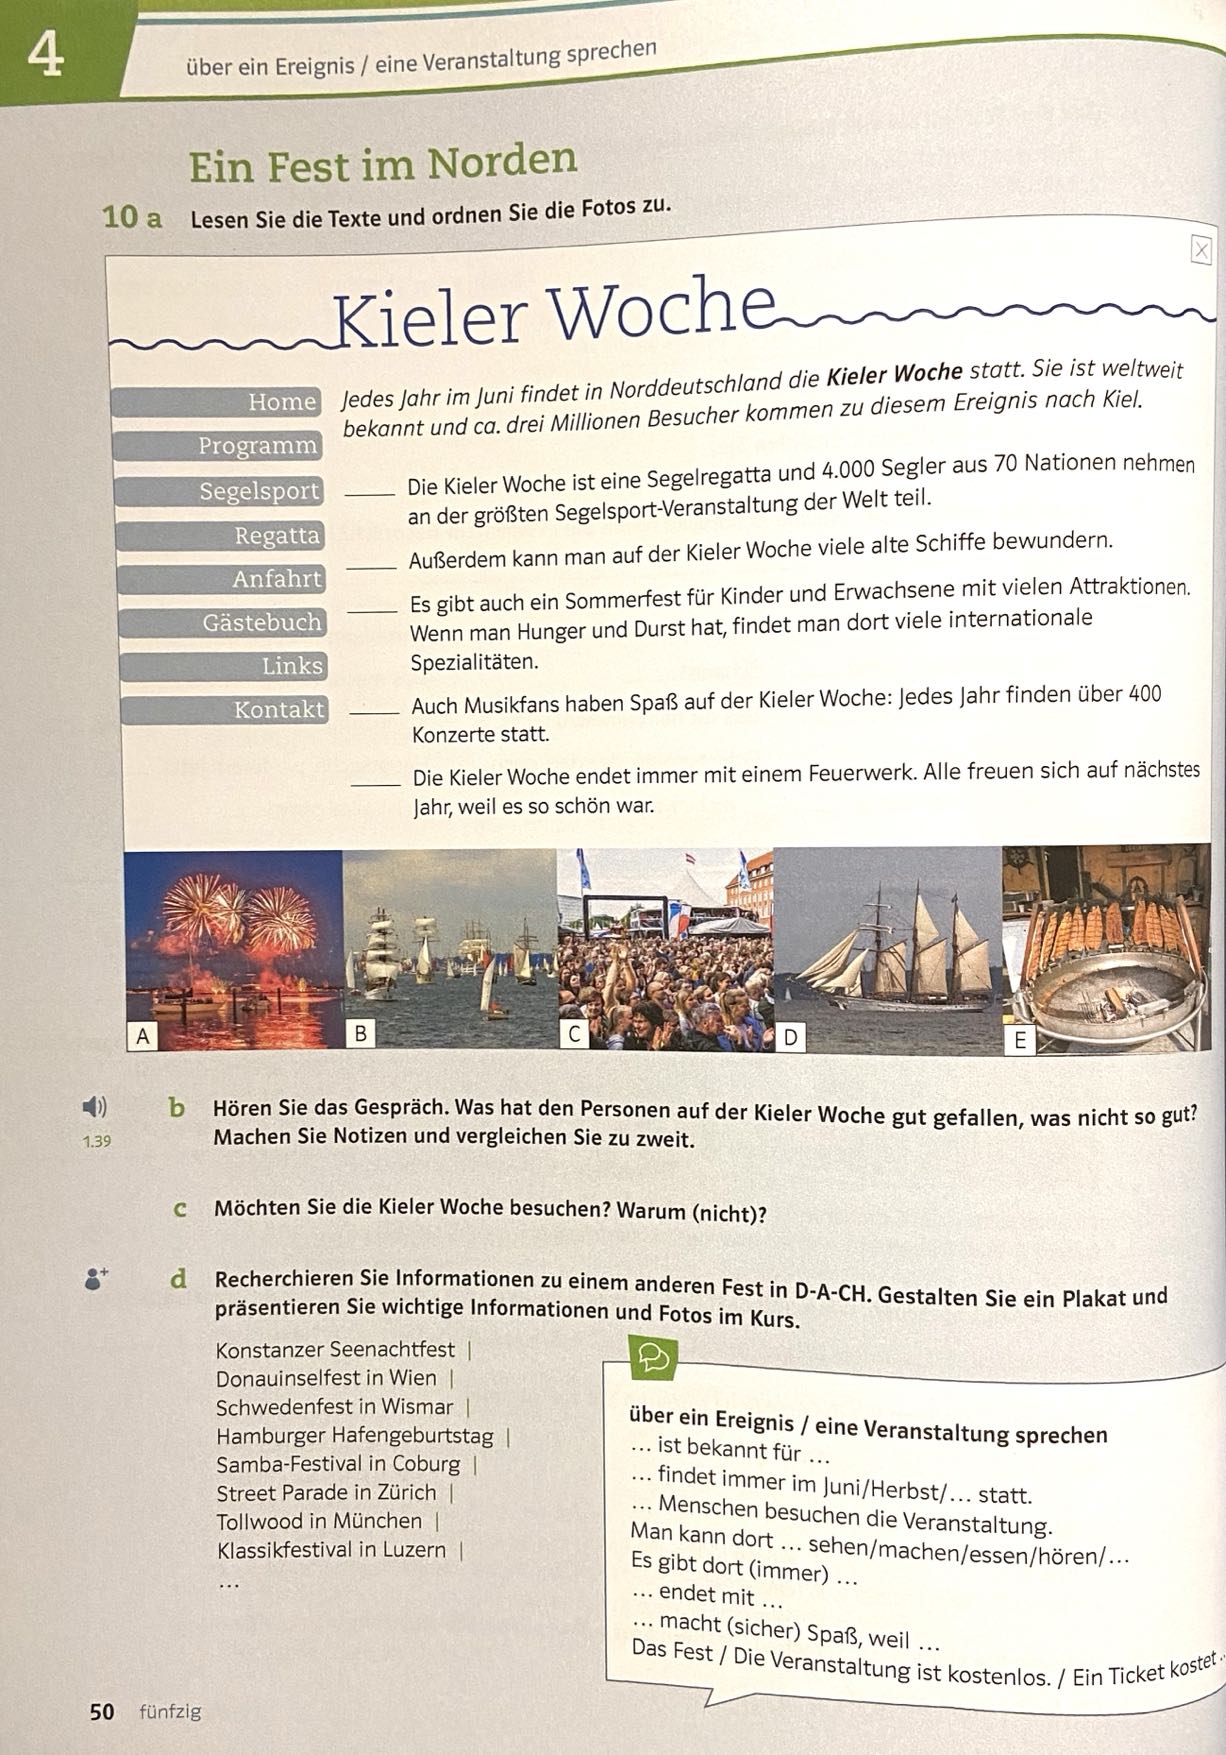 4
über ein Ereignis / eine Veranstaltung sprechen
Ein Fest im Norden
10 a Lesen Sie die Texte und ordnen Sie die Fotos zu.
X
Kieler Woche
Home
Programm
Segelsport
Regatta
Anfahrt
Gästebuch
Links
Kontakt
Jedes Jahr im Juni findet in Norddeutschland die Kieler Woche statt. Sie ist weltweit
bekannt und ca. drei Millionen Besucher kommen zu diesem Ereignis nach Kiel.
____ Die Kieler Woche ist eine Segelregatta und 4.000 Segler aus 70 Nationen nehmen
an der größten Segelsport-Veranstaltung der Welt teil.
____ Außerdem kann man auf der Kieler Woche viele alte Schiffe bewundern.
____ Es gibt auch ein Sommerfest für Kinder und Erwachsene mit vielen Attraktionen.
Wenn man Hunger und Durst hat, findet man dort viele internationale
Spezialitäten.
____ Auch Musikfans haben Spaß auf der Kieler Woche: Jedes Jahr finden über 400
Konzerte statt.
____ Die Kieler Woche endet immer mit einem Feuerwerk. Alle freuen sich auf nächstes
Jahr, weil es so schön war.
A
B
C
D
E
b Hören Sie das Gespräch. Was hat den Personen auf der Kieler Woche gut gefallen, was nicht so gut?
1.39
Machen Sie Notizen und vergleichen Sie zu zweit.
c Möchten Sie die Kieler Woche besuchen? Warum (nicht)?
d Recherchieren Sie Informationen zu einem anderen Fest in D-A-CH. Gestalten Sie ein Plakat und
präsentieren Sie wichtige Informationen und Fotos im Kurs.
Konstanzer Seenachtfest |
Donauinselfest in Wien |
Schwedenfest in Wismar |
Hamburger Hafengeburtstag |
Samba-Festival in Coburg |
Street Parade in Zürich |
Tollwood in München |
Klassikfestival in Luzern |
...
über ein Ereignis / eine Veranstaltung sprechen
... ist bekannt für ...
... findet immer im Juni/Herbst/... statt.
... Menschen besuchen die Veranstaltung.
Man kann dort ... sehen/machen/essen/hören/...
Es gibt dort (immer) ...
... endet mit ...
... macht (sicher) Spaß, weil ...
Das Fest / Die Veranstaltung ist kostenlos. / Ein Ticket kostet ..
50 fünfzig